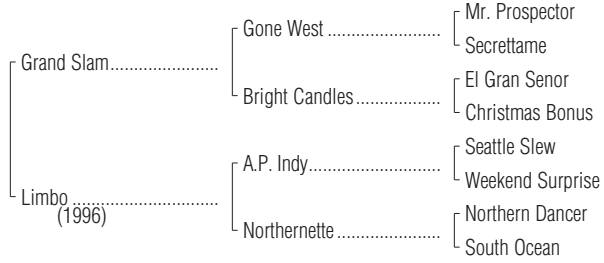 Mr. Prospector
Gone West ........................
Secrettame
Grand Slam.......................
El Gran Senor
Bright Candles ..................
Christmas Bonus
Seattle Slew
A.P. Indy............................
Weekend Surprise
Limbo ...............................
(1996)
Northern Dancer
Northernette ......................
South Ocean